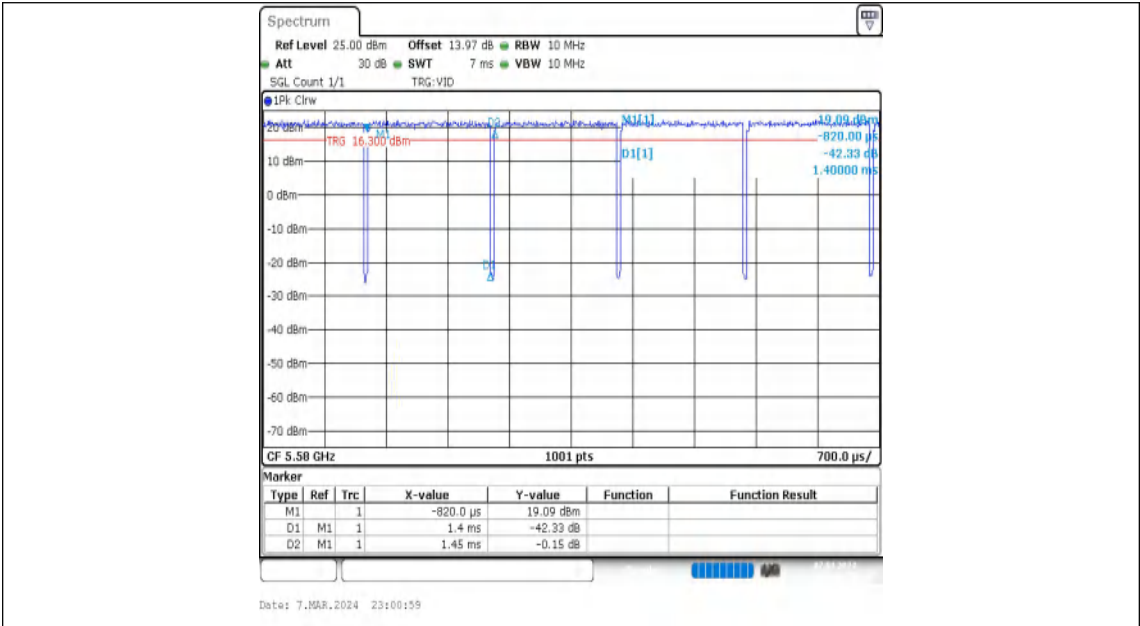 Spectrum
Ref Level 25.00 dBm Offset 13.97 dB RBW 10 MHz
Att 30 dB SWT 7 ms VBW 10 MHz
SGL Count 1/1 TRG:VID
1Pk Clrw
M1[1] 19.09 dBm
-820.00 µs
D1[1] -42.33 dB
1.40000 ms
20 dBm
M1
D2
TRG 16.300 dBm
10 dBm
0 dBm
-10 dBm
-20 dBm
D1
-30 dBm
-40 dBm
-50 dBm
-60 dBm
-70 dBm
CF 5.58 GHz 1001 pts 700.0 µs/
Marker
Type Ref Trc X-value Y-value Function Function Result
M1 1 -820.0 µs 19.09 dBm
D1 M1 1 1.4 ms -42.33 dB
D2 M1 1 1.45 ms -0.15 dB
Date: 7.MAR.2024 23:00:59